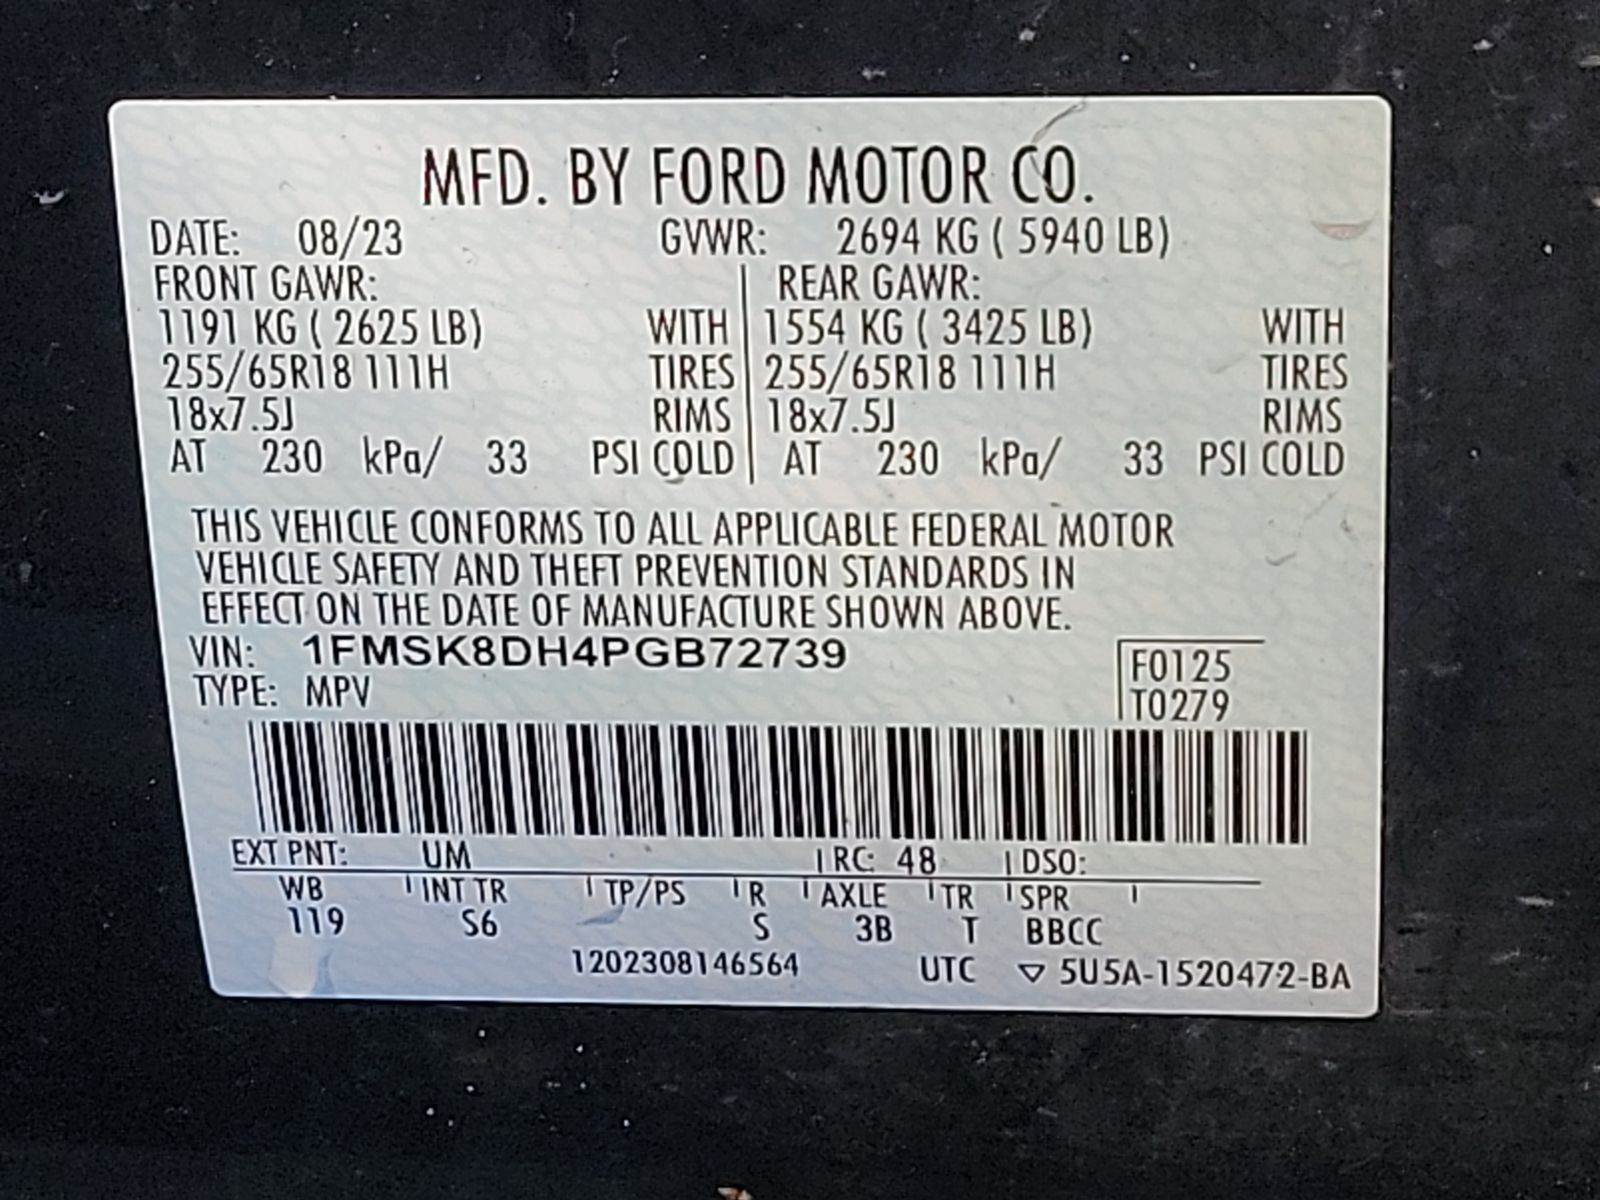 MFD. BY FORD MOTOR CO.
DATE: 08/23 GVWR: 2694 KG ( 5940 LB)
FRONT GAWR: REAR GAWR:
1191 KG ( 2625 LB) WITH 1554 KG ( 3425 LB) WITH
255/65R18 111H TIRES 255/65R18 111H TIRES
18x7.5J RIMS 18x7.5J RIMS
AT 230 kPa/ 33 PSI COLD AT 230 kPa/ 33 PSI COLD
THIS VEHICLE CONFORMS TO ALL APPLICABLE FEDERAL MOTOR
VEHICLE SAFETY AND THEFT PREVENTION STANDARDS IN
EFFECT ON THE DATE OF MANUFACTURE SHOWN ABOVE.
VIN: 1FMSK8DH4PGB72739 F0125
TYPE: MPV T0279
EXT PNT: UM RC: 48 DSO:
WB INT TR TP/PS R AXLE TR SPR
119 S6 S 3B T BBCC
1202308146564 UTC ▽ 5U5A-1520472-BA